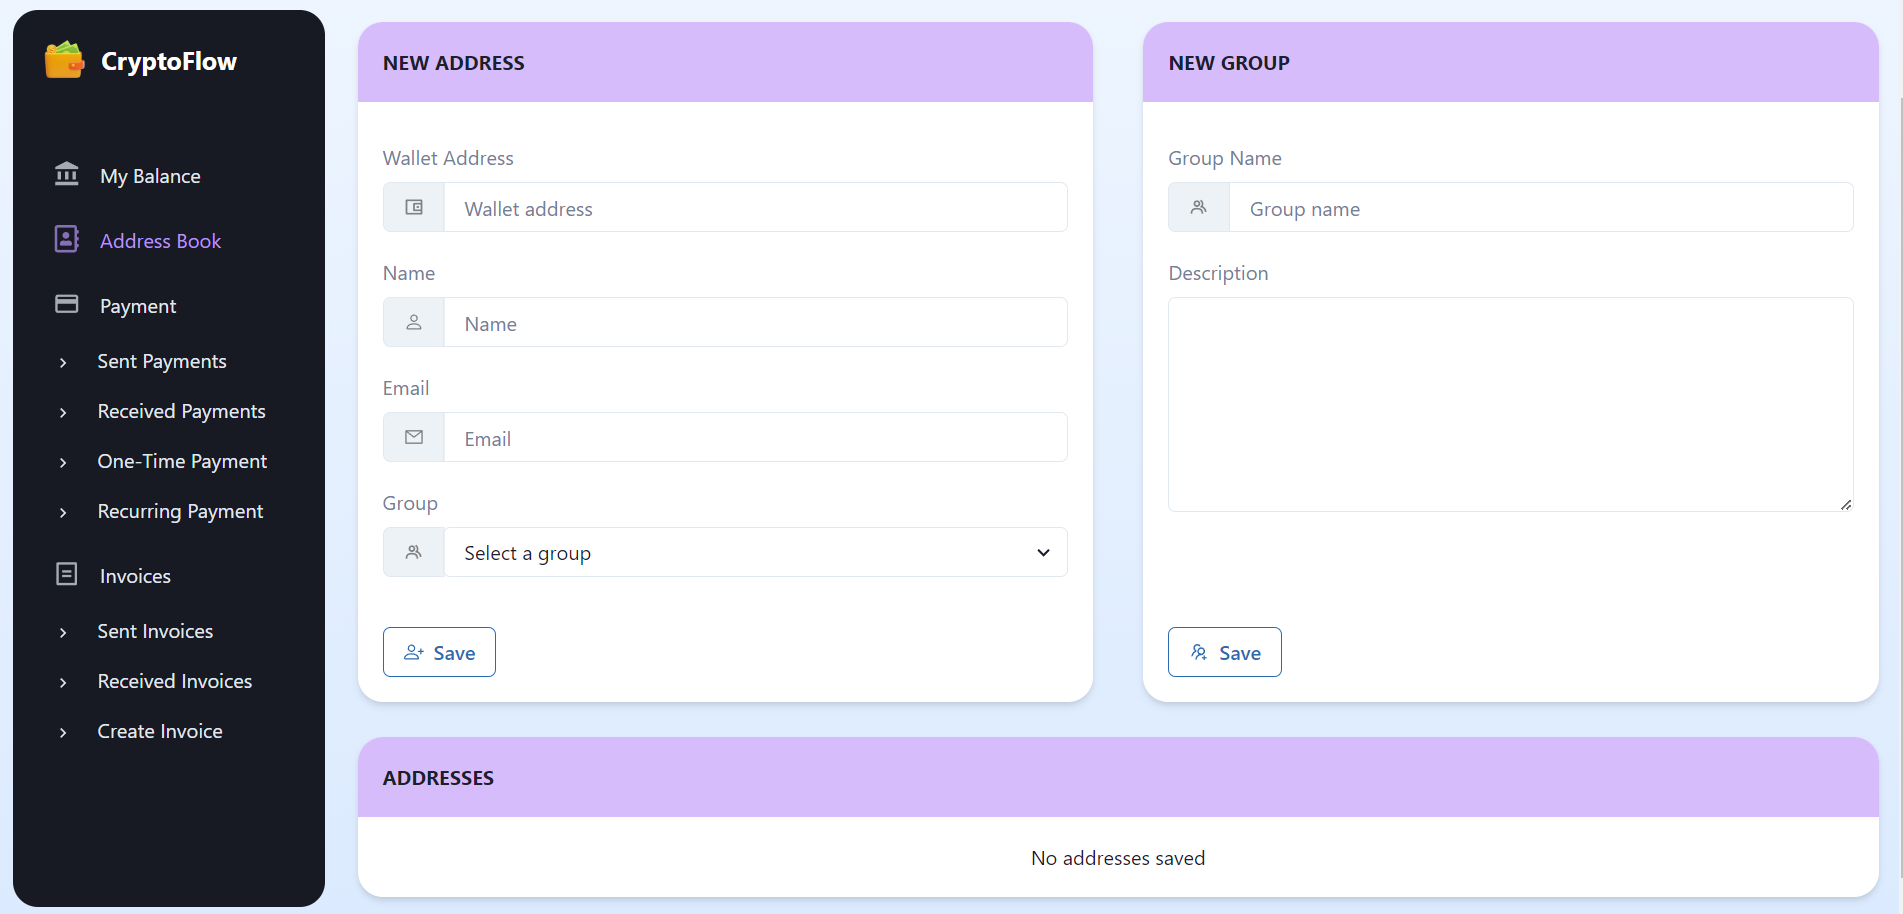 CryptoFlow
My Balance
Address Book
Payment
Sent Payments
Received Payments
One-Time Payment
Recurring Payment
Invoices
Sent Invoices
Received Invoices
Create Invoice
NEW ADDRESS
Wallet Address
Wallet address
Name
Name
Email
Email
Group
Select a group
Save
NEW GROUP
Group Name
Group name
Description
Save
ADDRESSES
No addresses saved